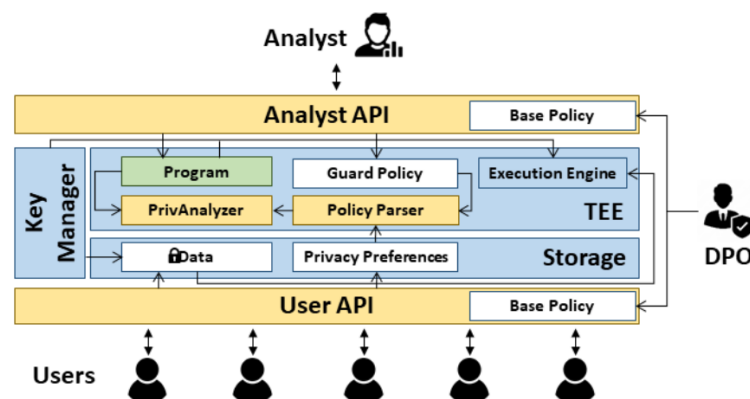 Analyst
Analyst API
Base Policy
Key
Manager
Program
Guard Policy
Execution Engine
PrivAnalyzer
Policy Parser
TEE
Data
Privacy Preferences
Storage
DPO
User API
Base Policy
Users